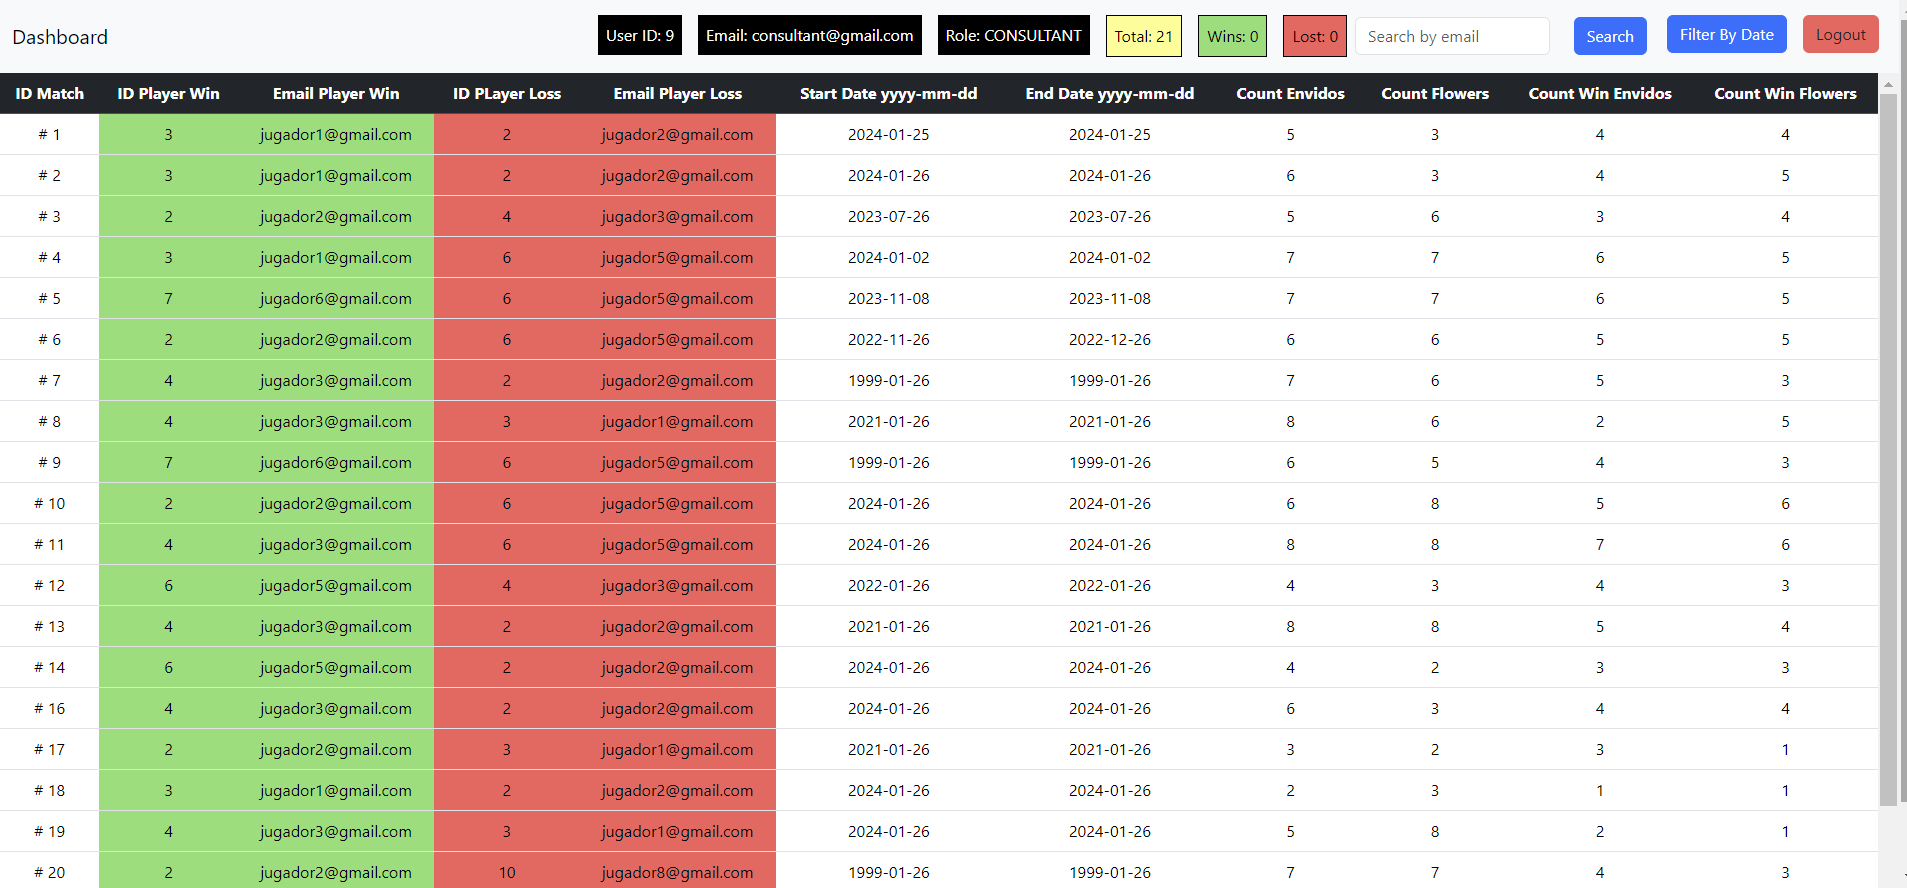 Dashboard User ID: 9 Email: consultant@gmail.com Role: CONSULTANT Total: 21 Wins: 0 Lost: 0 Search by email Search Filter By Date Logout
ID Match ID Player Win Email Player Win ID PLayer Loss Email Player Loss Start Date yyyy-mm-dd End Date yyyy-mm-dd Count Envidos Count Flowers Count Win Envidos Count Win Flowers
# 1 3 jugador1@gmail.com 2 jugador2@gmail.com 2024-01-25 2024-01-25 5 3 4 4
# 2 3 jugador1@gmail.com 2 jugador2@gmail.com 2024-01-26 2024-01-26 6 3 4 5
# 3 2 jugador2@gmail.com 4 jugador3@gmail.com 2023-07-26 2023-07-26 5 6 3 4
# 4 3 jugador1@gmail.com 6 jugador5@gmail.com 2024-01-02 2024-01-02 7 7 6 5
# 5 7 jugador6@gmail.com 6 jugador5@gmail.com 2023-11-08 2023-11-08 7 7 6 5
# 6 2 jugador2@gmail.com 6 jugador5@gmail.com 2022-11-26 2022-12-26 6 6 5 5
# 7 4 jugador3@gmail.com 2 jugador2@gmail.com 1999-01-26 1999-01-26 7 6 5 3
# 8 4 jugador3@gmail.com 3 jugador1@gmail.com 2021-01-26 2021-01-26 8 6 2 5
# 9 7 jugador6@gmail.com 6 jugador5@gmail.com 1999-01-26 1999-01-26 6 5 4 3
# 10 2 jugador2@gmail.com 6 jugador5@gmail.com 2024-01-26 2024-01-26 6 8 5 6
# 11 4 jugador3@gmail.com 6 jugador5@gmail.com 2024-01-26 2024-01-26 8 8 7 6
# 12 6 jugador5@gmail.com 4 jugador3@gmail.com 2022-01-26 2022-01-26 4 3 4 3
# 13 4 jugador3@gmail.com 2 jugador2@gmail.com 2021-01-26 2021-01-26 8 8 5 4
# 14 6 jugador5@gmail.com 2 jugador2@gmail.com 2024-01-26 2024-01-26 4 2 3 3
# 16 4 jugador3@gmail.com 2 jugador2@gmail.com 2024-01-26 2024-01-26 6 3 4 4
# 17 2 jugador2@gmail.com 3 jugador1@gmail.com 2021-01-26 2021-01-26 3 2 3 1
# 18 3 jugador1@gmail.com 2 jugador2@gmail.com 2024-01-26 2024-01-26 2 3 1 1
# 19 4 jugador3@gmail.com 3 jugador1@gmail.com 2024-01-26 2024-01-26 5 8 2 1
# 20 2 jugador2@gmail.com 10 jugador8@gmail.com 1999-01-26 1999-01-26 7 7 4 3